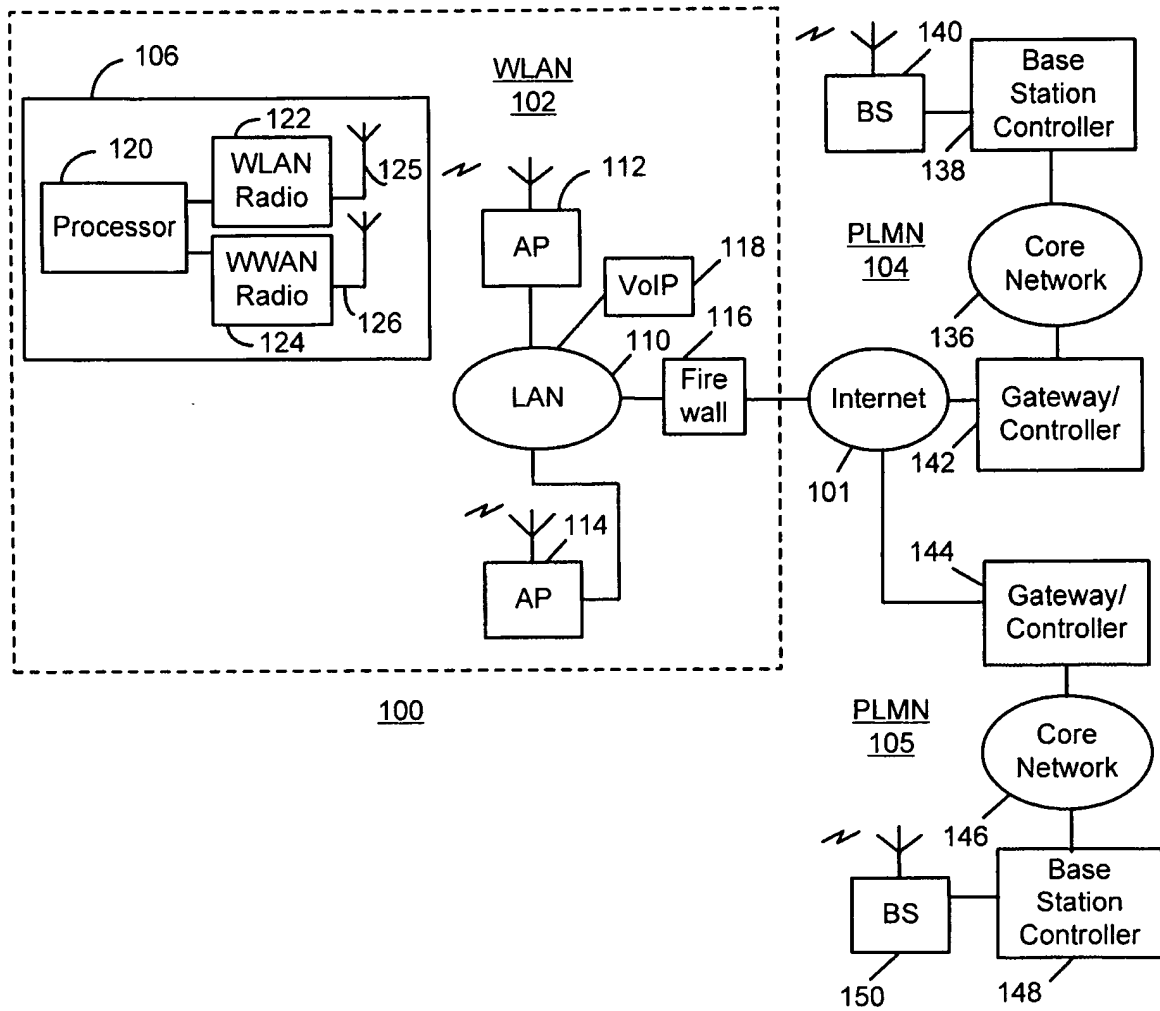 106
WLAN
102
120
122
Processor
WLAN
Radio
125
WWAN
Radio
124
126
112
AP
VoIP
118
110
116
LAN
Fire
wall
114
AP
100
140
BS
Base
Station
Controller
138
PLMN
104
Core
Network
136
Internet
101
Gateway/
Controller
142
144
Gateway/
Controller
PLMN
105
Core
Network
146
BS
150
Base
Station
Controller
148